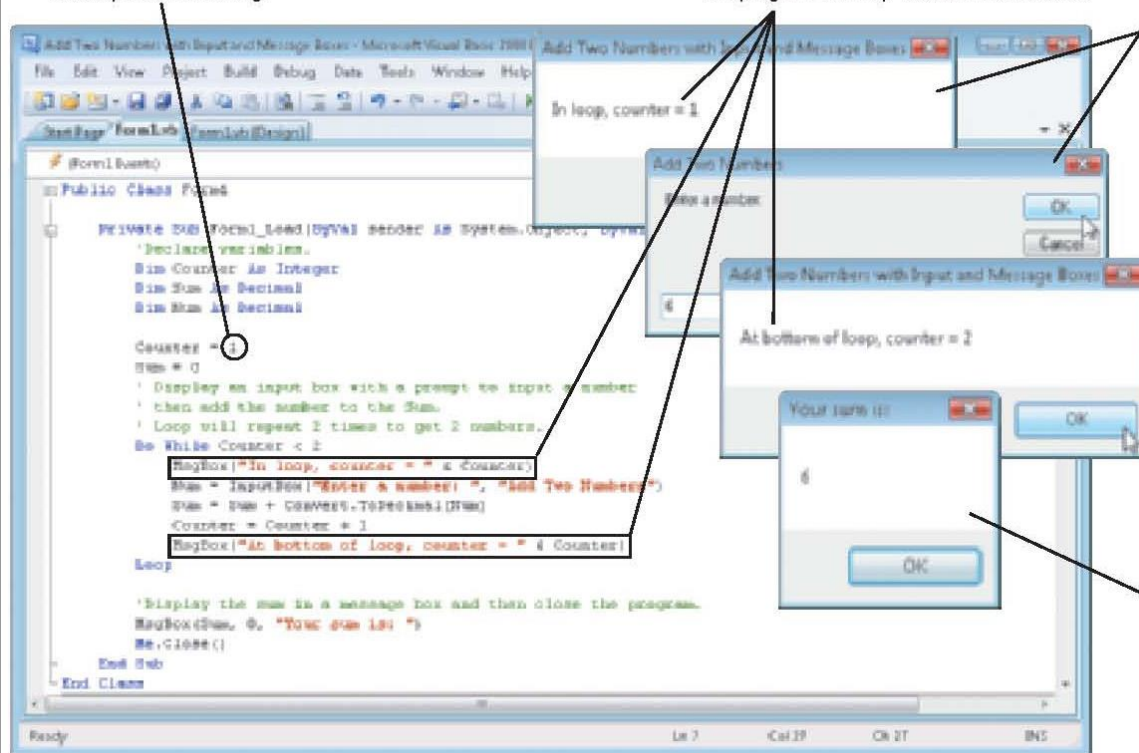 Add Two Numbers with Input and Message Boxes - Microsoft Visual Basic 2008
File Edit View Project Build Debug Data Tools Window Help
Start Page Form1.vb Form1.vb [Design]
(Form1 Events)
Public Class Form1
Private Sub Form1_Load(ByVal sender As System.Object, ByVal
'Declare variables.
Dim Counter As Integer
Dim Sum As Decimal
Dim Num As Decimal
Counter = 1
Sum = 0
' Display an input box with a prompt to input a number
' then add the number to the Sum.
' Loop will repeat 2 times to get 2 numbers.
Do While Counter < 2
MsgBox("In loop, counter = " & Counter)
Num = InputBox("Enter a number: ", "Add Two Numbers")
Sum = Sum + Convert.ToDecimal(Num)
Counter = Counter + 1
MsgBox("At bottom of loop, counter = " & Counter)
Loop
'Display the sum in a message box and then close the program.
MsgBox(Sum, 0, "Your sum is: ")
Me.Close()
End Sub
End Class
Ready Ln 7 Col 29 Ch 27 INS
Add Two Numbers with Input and Message Boxes
In loop, counter = 1
Add Two Numbers
Enter a number:
OK
Cancel
6
Add Two Numbers with Input and Message Boxes
At bottom of loop, counter = 2
OK
Your sum is:
6
OK